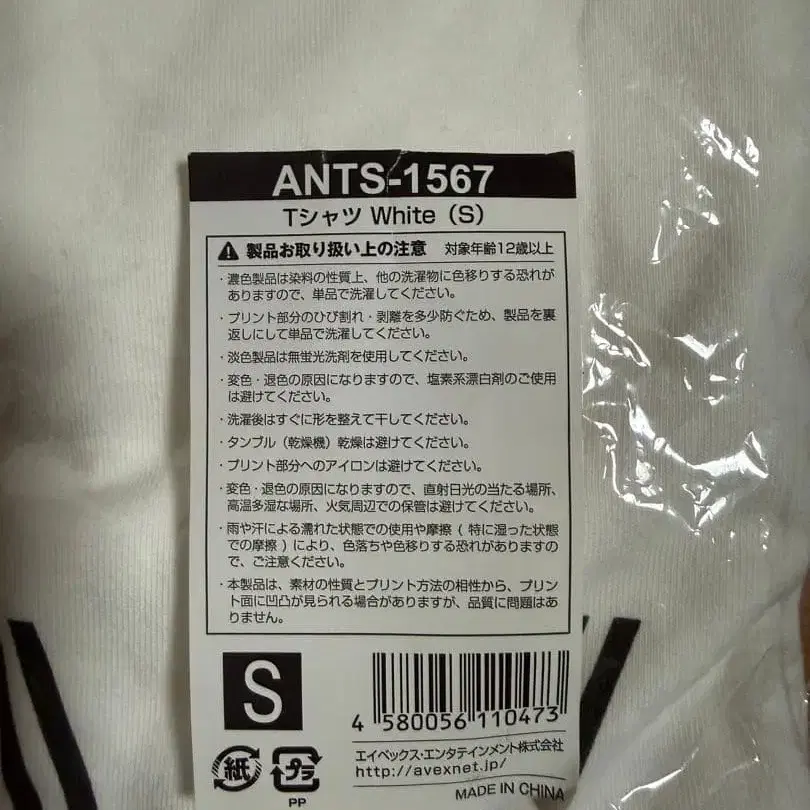 ANTS-1567
Tシャツ White（S）
製品お取り扱い上の注意 対象年齢12歳以上
・濃色製品は染料の性質上、他の洗濯物に色移りする恐れが
ありますので、単品で洗濯してください。
・プリント部分のひび割れ・剥離を多少防ぐため、製品を裏
返しにして単品で洗濯してください。
・淡色製品は無蛍光洗剤を使用してください。
・変色・退色の原因になりますので、塩素系漂白剤のご使用
は避けてください。
・洗濯後はすぐに形を整えて干してください。
・タンブル（乾燥機）乾燥は避けてください。
・プリント部分へのアイロンは避けてください。
・変色・退色の原因になりますので、直射日光の当たる場所、
高温多湿な場所、火気周辺での保管は避けてください。
・雨や汗による濡れた状態での使用や摩擦（特に湿った状態
での摩擦）により、色落ちや色移りする恐れがありますの
で、ご注意ください。
・本製品は、素材の性質とプリント方法の相性から、プリン
ト面に凹凸が見られる場合がありますが、品質に問題はあ
りません。
S
4 580056 110473
紙 プラ
PP
エイベックス・エンタテインメント株式会社
http://avexnet.jp/
MADE IN CHINA